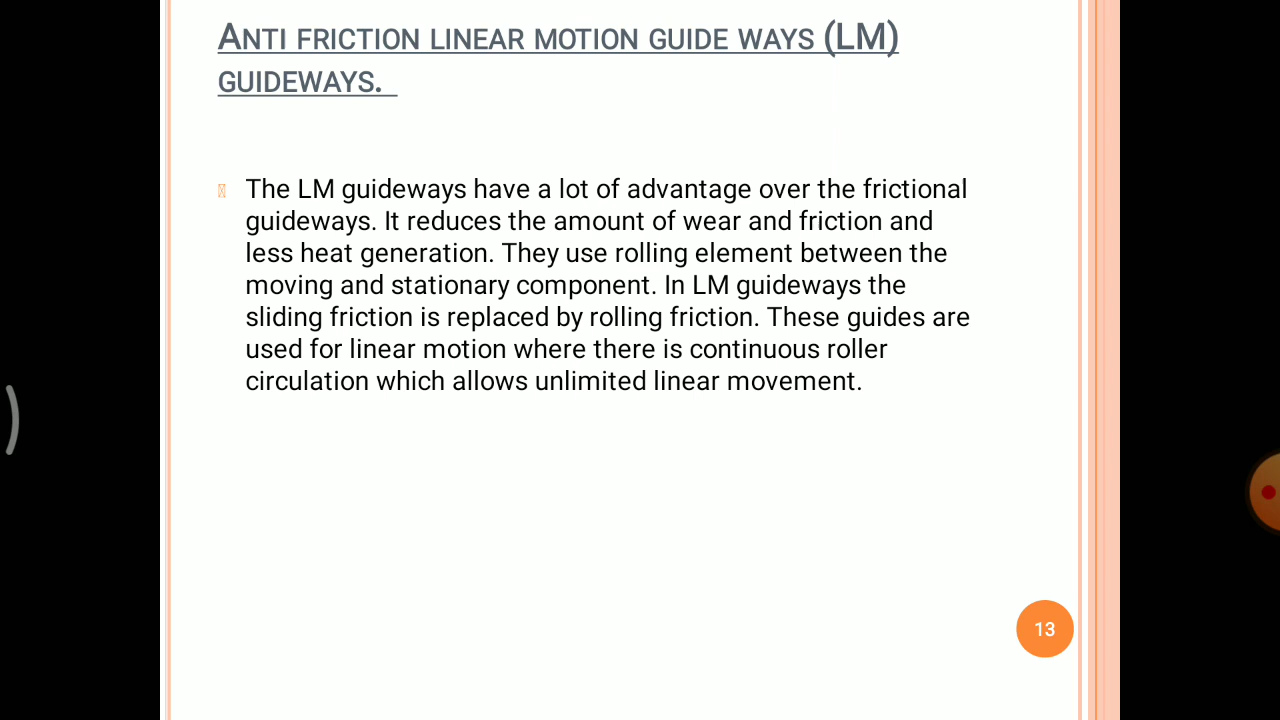 ANTI FRICTION LINEAR MOTION GUIDE WAYS (LM)
GUIDEWAYS.
The LM guideways have a lot of advantage over the frictional
guideways. It reduces the amount of wear and friction and
less heat generation. They use rolling element between the
moving and stationary component. In LM guideways the
sliding friction is replaced by rolling friction. These guides are
used for linear motion where there is continuous roller
circulation which allows unlimited linear movement.
13